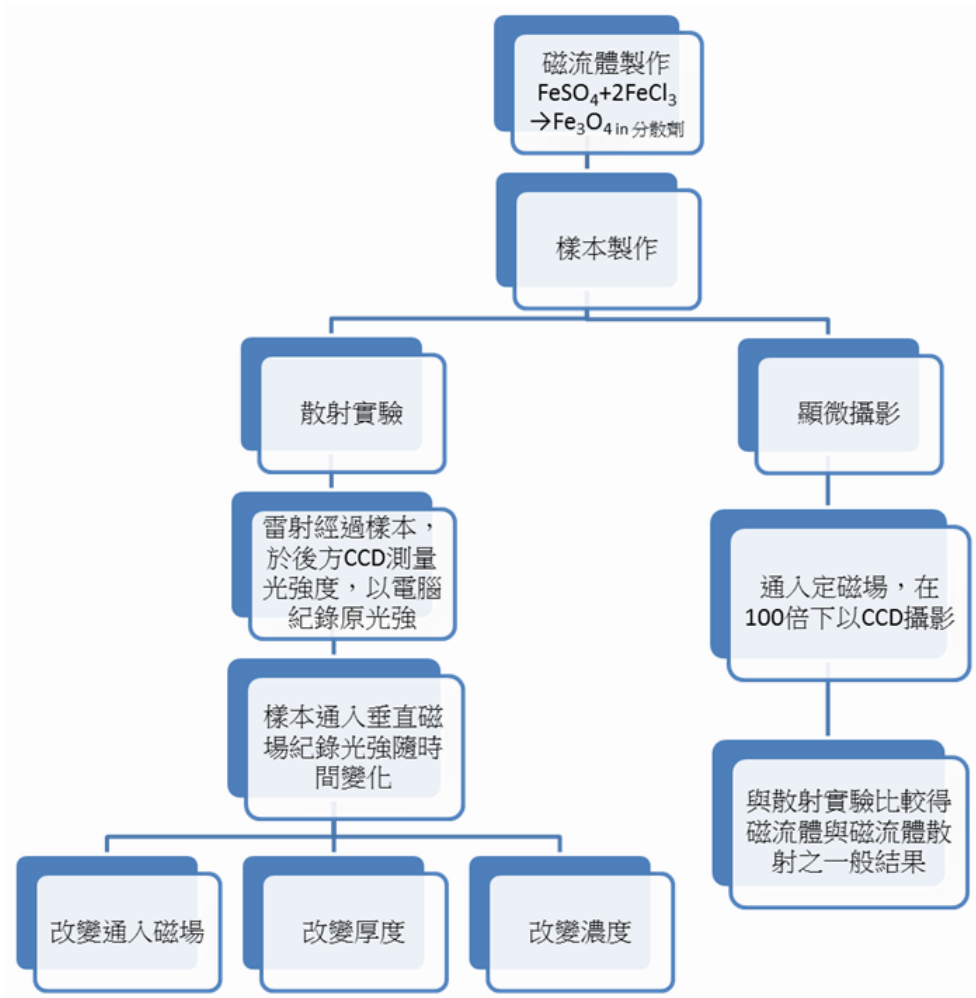 磁流體製作
FeSO₄+2FeCl₃
→Fe₃O₄ in 分散劑
樣本製作
散射實驗
顯微攝影
雷射經過樣本，
於後方CCD測量
光強度，以電腦
紀錄原光強
通入定磁場，在
100倍下以CCD攝影
樣本通入垂直磁
場紀錄光強隨時
間變化
與散射實驗比較得
磁流體與磁流體散
射之一般結果
改變通入磁場
改變厚度
改變濃度